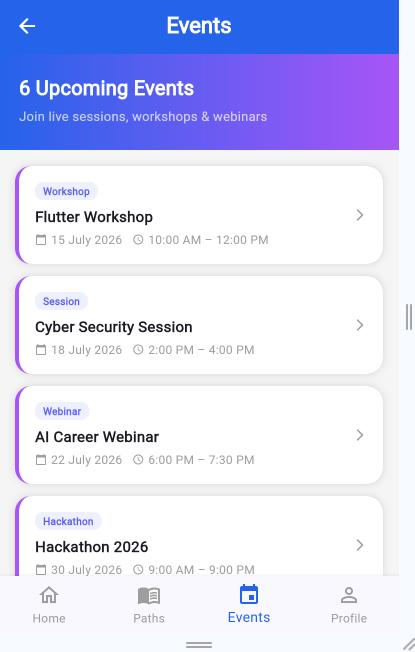 Events
6 Upcoming Events
Join live sessions, workshops & webinars
Workshop
Flutter Workshop
15 July 2026 10:00 AM – 12:00 PM
Session
Cyber Security Session
18 July 2026 2:00 PM – 4:00 PM
Webinar
AI Career Webinar
22 July 2026 6:00 PM – 7:30 PM
Hackathon
Hackathon 2026
30 July 2026 9:00 AM – 9:00 PM
Home Paths Events Profile